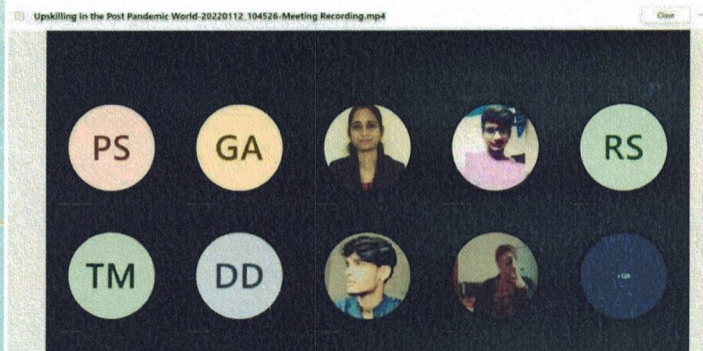 Upskilling in the Post Pandemic World-20220112_104526-Meeting Recording.mp4
Close
PS
GA
RS
TM
DD